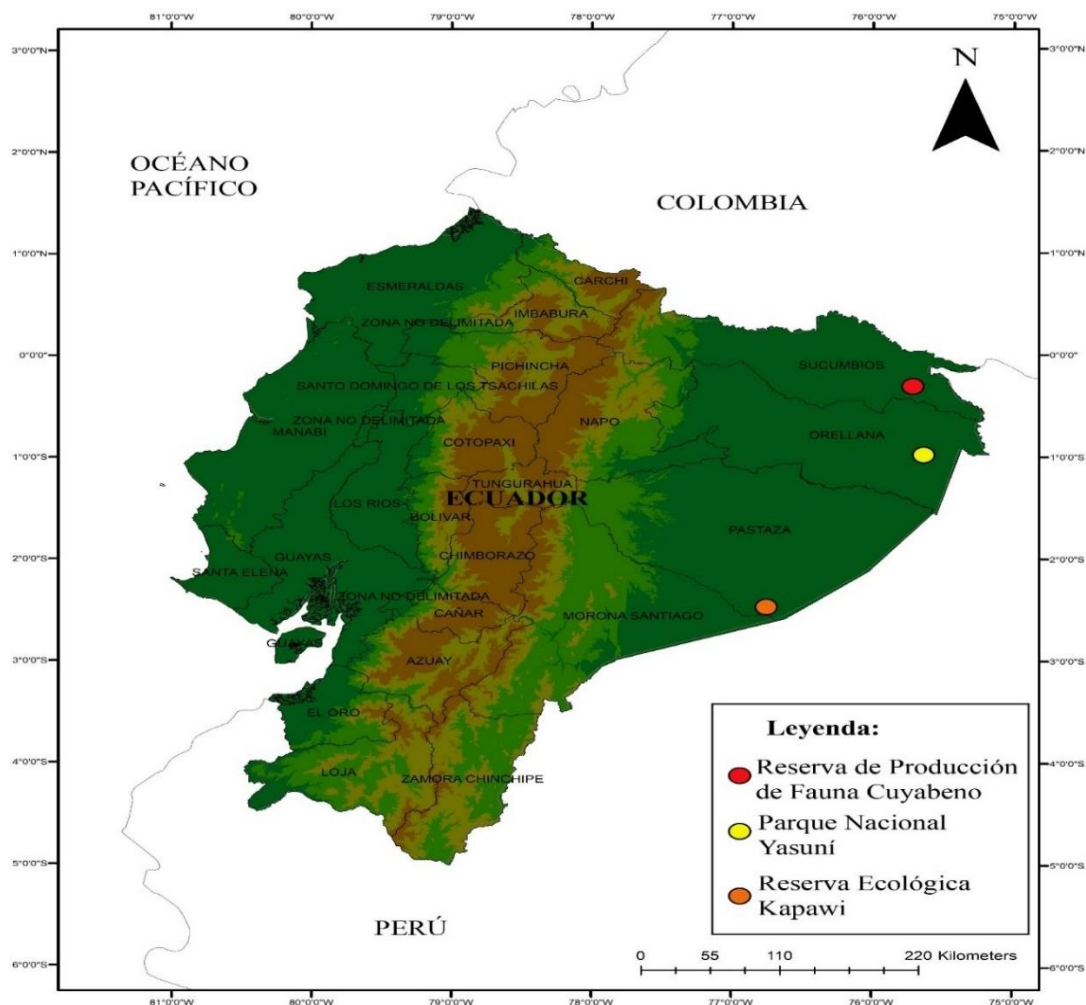 81°0'0"W 80°0'0"W 79°0'0"W 78°0'0"W 77°0'0"W 76°0'0"W 75°0'0"W
3°0'0"N 3°0'0"N
N
2°0'0"N 2°0'0"N
OCÉANO
PACÍFICO
COLOMBIA
1°0'0"N 1°0'0"N
CARCHI
ESMERALDAS
IMBABURA
ZONA NO DELIMITADA
0°0'0" 0°0'0"
PICHINCHA
SUCUMBIOS
SANTO DOMINGO DE LOS TSACHILAS
ZONA NO DELIMITADA
NAPO
MANABI
ORELLANA
COTOPAXI
1°0'0"S 1°0'0"S
TUNGURAHUA
ECUADOR
LOS RIOS
BOLIVAR
PASTAZA
CHIMBORAZO
GUAYAS
2°0'0"S 2°0'0"S
SANTA ELENA
ZONA NO DELIMITADA
CAÑAR
MORONA SANTIAGO
GUAYAS
AZUAY
3°0'0"S 3°0'0"S
EL ORO
LOJA
ZAMORA CHINCHIPE
4°0'0"S 4°0'0"S
5°0'0"S 5°0'0"S
PERÚ
6°0'0"S 6°0'0"S
Leyenda:
Reserva de Producción
de Fauna Cuyabeno
Parque Nacional
Yasuní
Reserva Ecológica
Kapawi
0 55 110 220 Kilometers
81°0'0"W 80°0'0"W 79°0'0"W 78°0'0"W 77°0'0"W 76°0'0"W 75°0'0"W